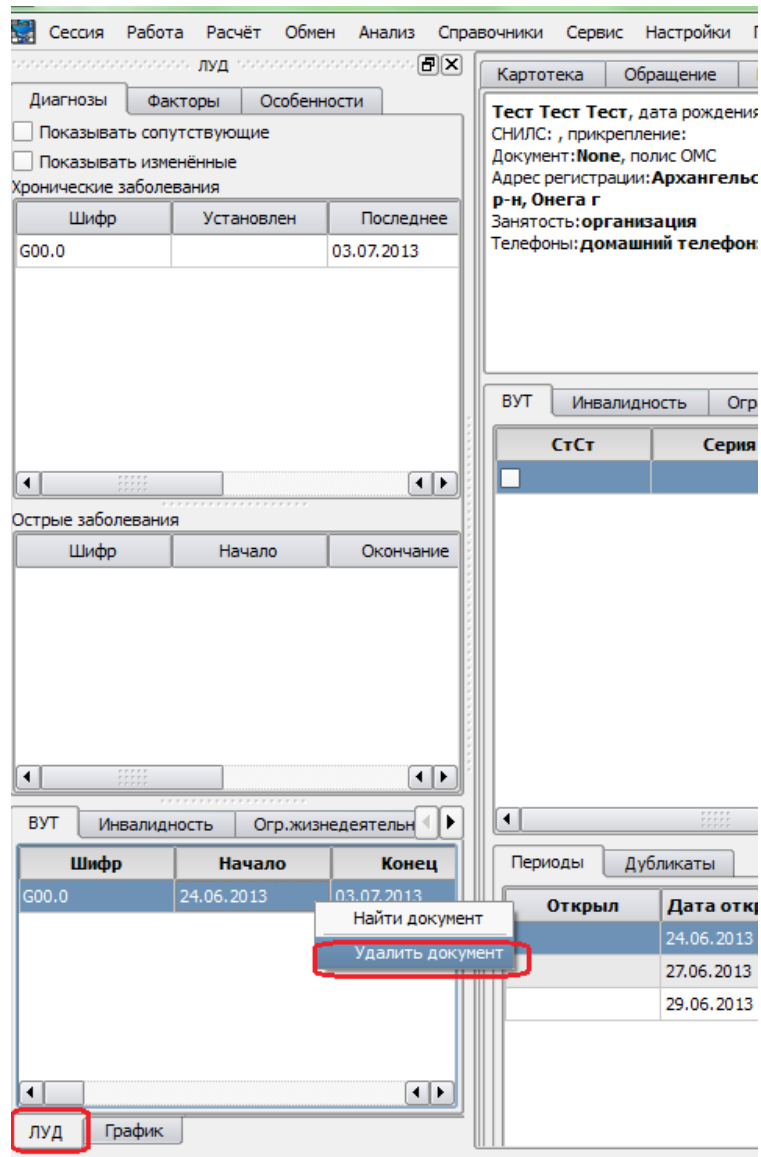 Сессия Работа Расчёт Обмен Анализ Справочники Сервис Настройки
ЛУД
Диагнозы Факторы Особенности
Показывать сопутствующие
Показывать изменённые
Хронические заболевания
Шифр Установлен Последнее
G00.0 03.07.2013
Острые заболевания
Шифр Начало Окончание
ВУТ Инвалидность Огр.жизнедеятельн
Шифр Начало Конец
G00.0 24.06.2013 03.07.2013
Найти документ
Удалить документ
ЛУД График
Картотека Обращение
Тест Тест Тест, дата рождения
СНИЛС: , прикрепление:
Документ:None, полис ОМС
Адрес регистрации:Архангельс
р-н, Онега г
Занятость:организация
Телефоны:домашний телефон:
ВУТ Инвалидность Огр
СтСт Серия
Периоды Дубликаты
Открыл Дата отк
24.06.2013
27.06.2013
29.06.2013